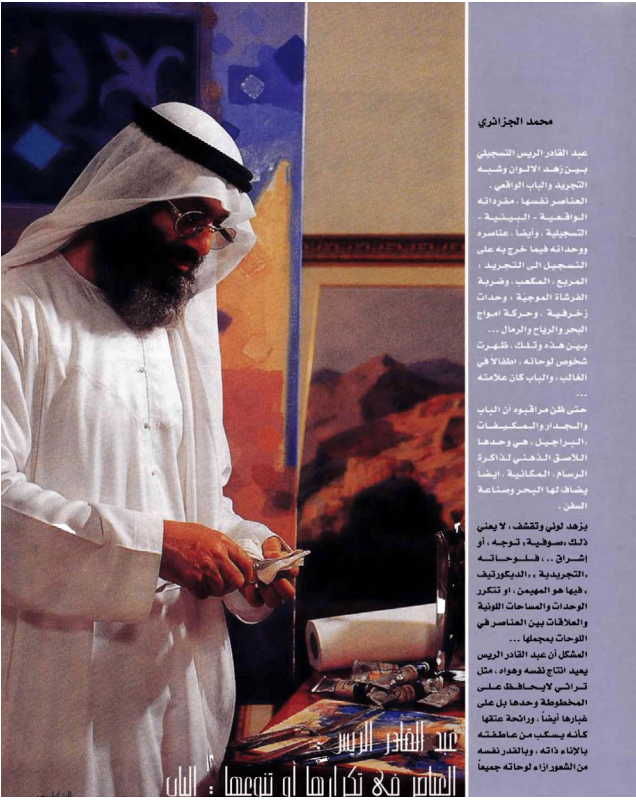 محمد الجزائري
عبد القادر الريس التسجيلي
بين زهد الالوان وشبه
التجريد والباب الواقعي .
العناصر نفسها ، مفرداته
الواقعية - البيئية -
التسجيلية ، وأيضاً ، عناصره
ووحداته فيما خرج به على
التسجيل الى التجريد ،
المربع ، المكعب ، وضربة
الفرشاة الموجيّة ، وحدات
زخرفية ، وحركة امواج
البحر والرياح والرمال ...
بين هذه وتلك ، ظهرت
شخوص لوحاته ، اطفالاً في
الغالب ، والباب كان علامته
...
حتى ظن مراقبوه أن الباب
والجدار والمكيفات
،البراجيل ، هي وحدها
اللاصق الذهني لذاكرة
الرسام ، المكانية ، ايضاً
يضاف لها البحر وصناعة
السفن .
بزهد لوني وتقشف ، لا يعني
ذلك ،صوفية، توجه ، أو
إشراق .. ، فلوحاته
،التجريدية ، ،الديكورتيف
، فيها هو المهيمن ، او تتكرر
الوحدات والمساحات اللونية
والعلاقات بين العناصر في
اللوحات بمجملها ...
المشكل أن عبد القادر الريس
يعيد انتاج نفسه وهواه ، مثل
تراثي لايحافظ على
المخطوطة وحدها بل على
غبارها أيضاً ، ورائحة عتقها
كأنه يسكب من عاطفته
بالإناء ذاته ، وبالقدر نفسه
من الشعور ازاء لوحاته جميعاً
عبد القادر الريس :
العناصر في تكرارها أو تنوعها : الباب